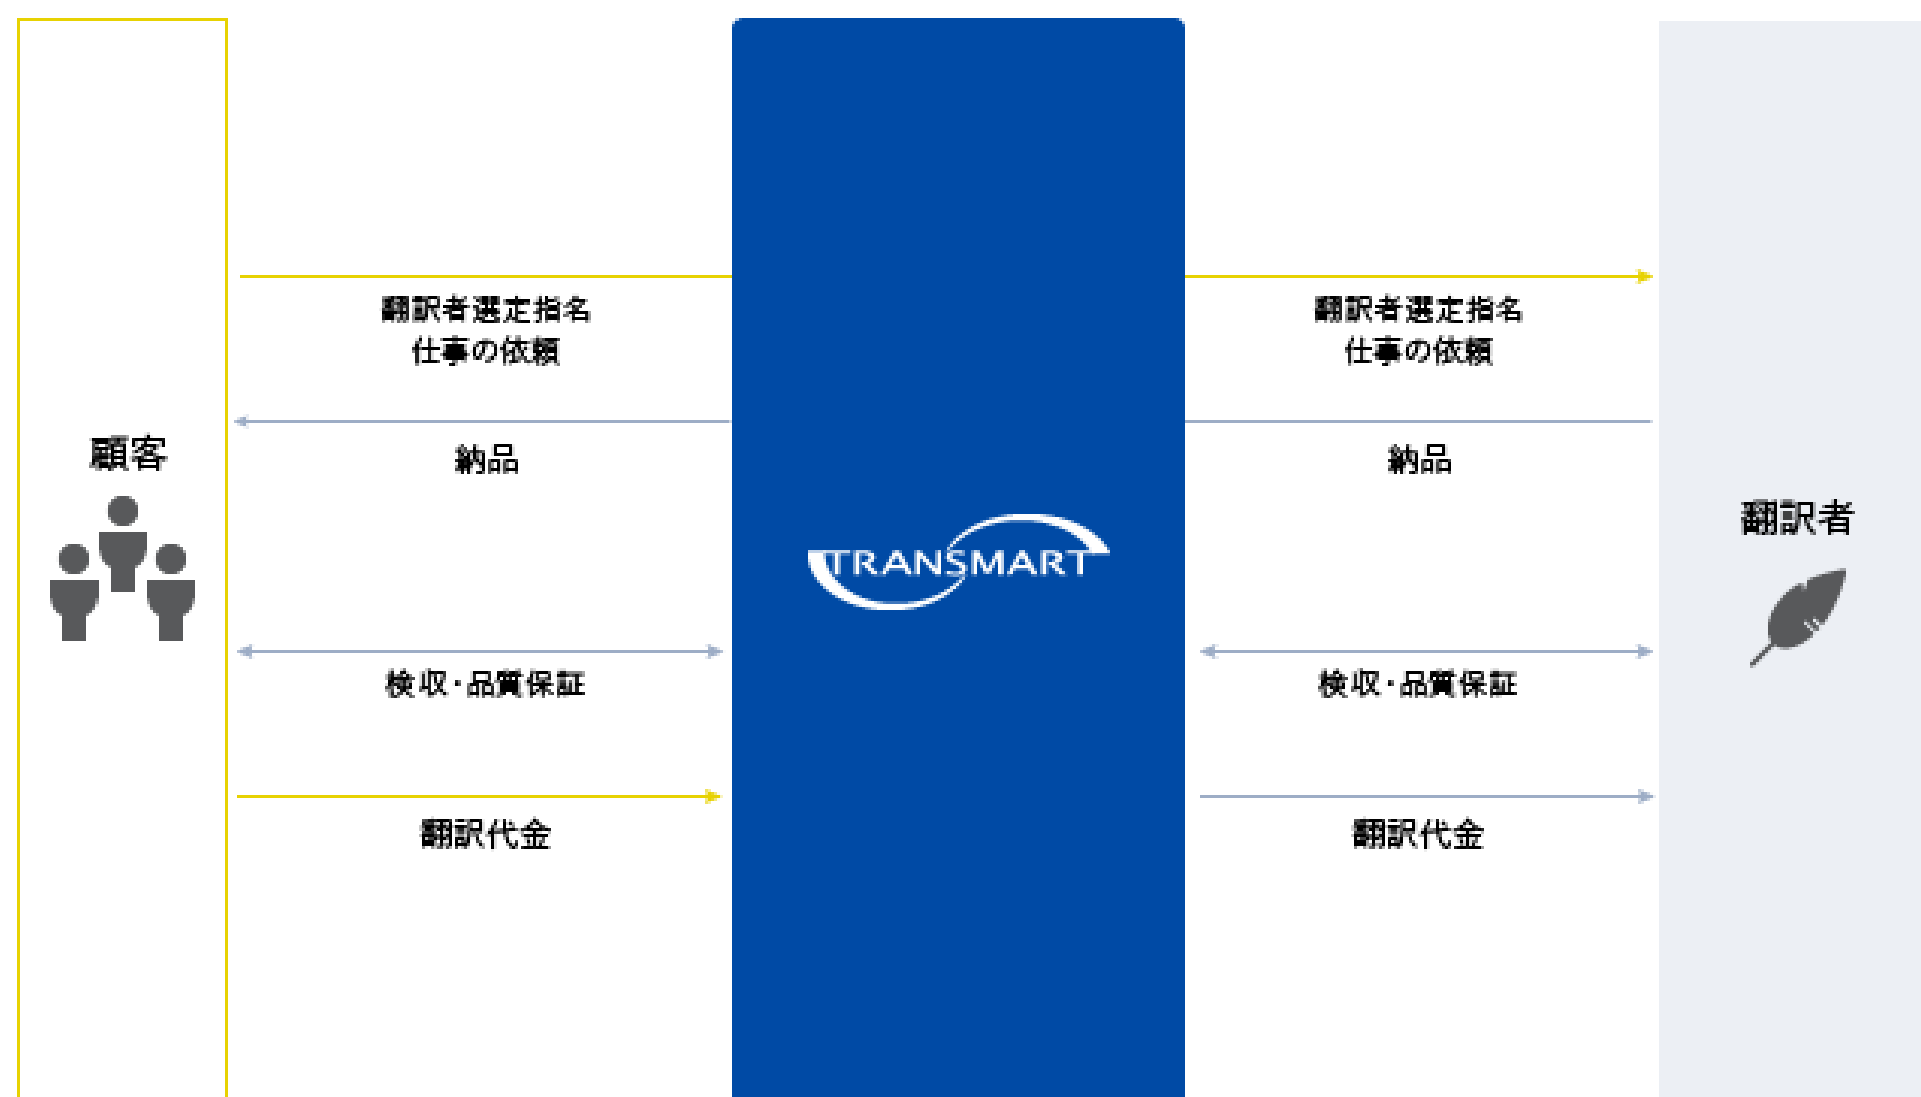 顧客
翻訳者選定指名
仕事の依頼
納品
検収・品質保証
翻訳代金
TRANSMART
翻訳者選定指名
仕事の依頼
納品
検収・品質保証
翻訳代金
翻訳者